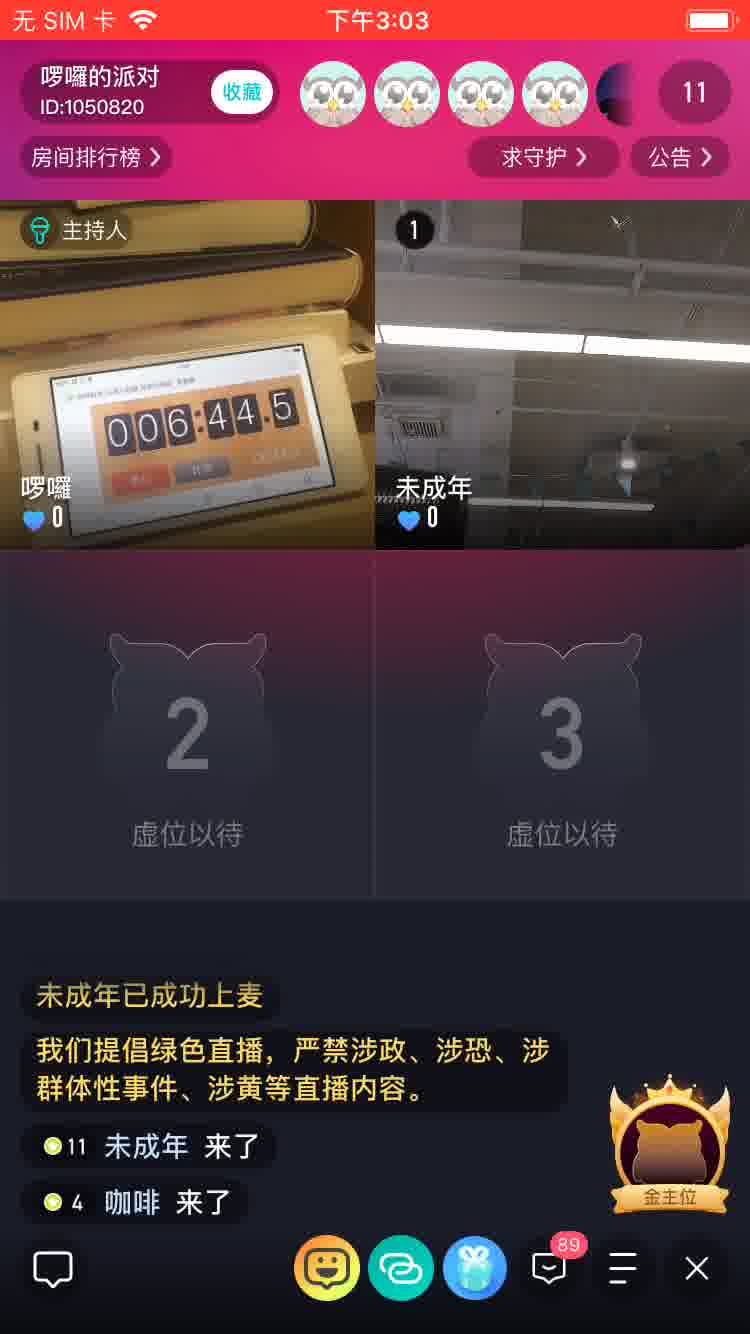 无 SIM 卡
下午3:03
啰囉的派对
ID:1050820
收藏
11
房间排行榜
求守护
公告
主持人
1
006:44.5
啰囉
0
未成年
0
2
3
虚位以待
虚位以待
未成年已成功上麦
我们提倡绿色直播，严禁涉政、涉恐、涉
群体性事件、涉黄等直播内容。
11 未成年 来了
4 咖啡 来了
金主位
89